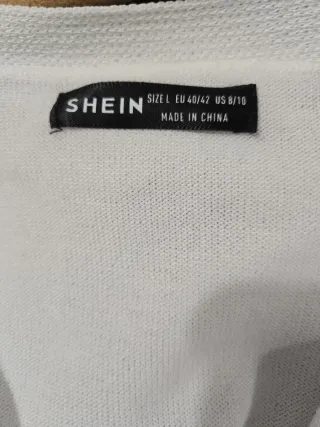 SHEIN SIZE L EU 40/42 US 8/10
MADE IN CHINA